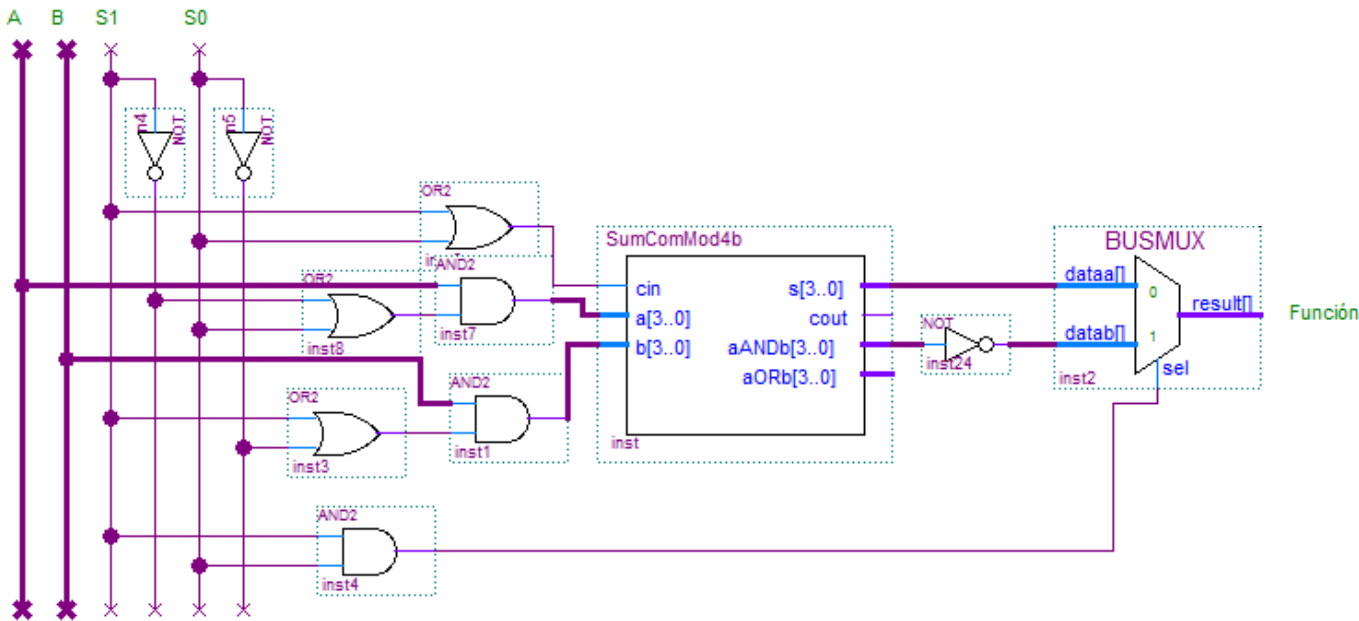 A B S1 S0
NOT NOT
OR2
AND2
OR2
inst8
inst7
SumComMod4b
cin
a[3..0]
b[3..0]
s[3..0]
cout
aANDb[3..0]
aORb[3..0]
inst
NOT
inst24
BUSMUX
dataa[]
0
result[]
datab[]
1
sel
inst2
Función
AND2
inst1
OR2
inst3
AND2
inst4